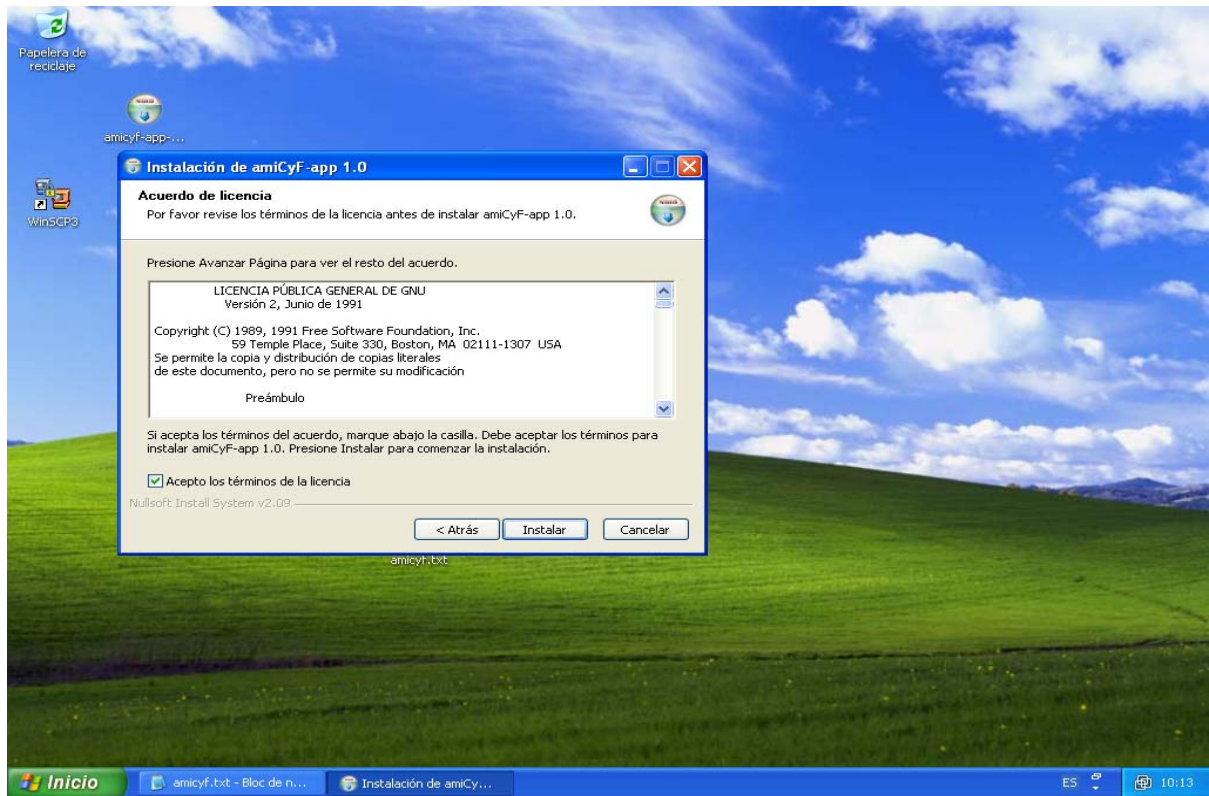 Papelera de
reciclaje
amicyf-app-...
WinSCP3
Instalación de amiCyF-app 1.0
Acuerdo de licencia
Por favor revise los términos de la licencia antes de instalar amiCyF-app 1.0.
Presione Avanzar Página para ver el resto del acuerdo.
LICENCIA PÚBLICA GENERAL DE GNU
Versión 2, Junio de 1991
Copyright (C) 1989, 1991 Free Software Foundation, Inc.
59 Temple Place, Suite 330, Boston, MA 02111-1307 USA
Se permite la copia y distribución de copias literales
de este documento, pero no se permite su modificación
Preámbulo
Si acepta los términos del acuerdo, marque abajo la casilla. Debe aceptar los términos para
instalar amiCyF-app 1.0. Presione Instalar para comenzar la instalación.
Acepto los términos de la licencia
Nullsoft Install System v2.09
< Atrás Instalar Cancelar
amicyf.txt
Inicio amicyf.txt - Bloc de n... Instalación de amiCy... ES 10:13